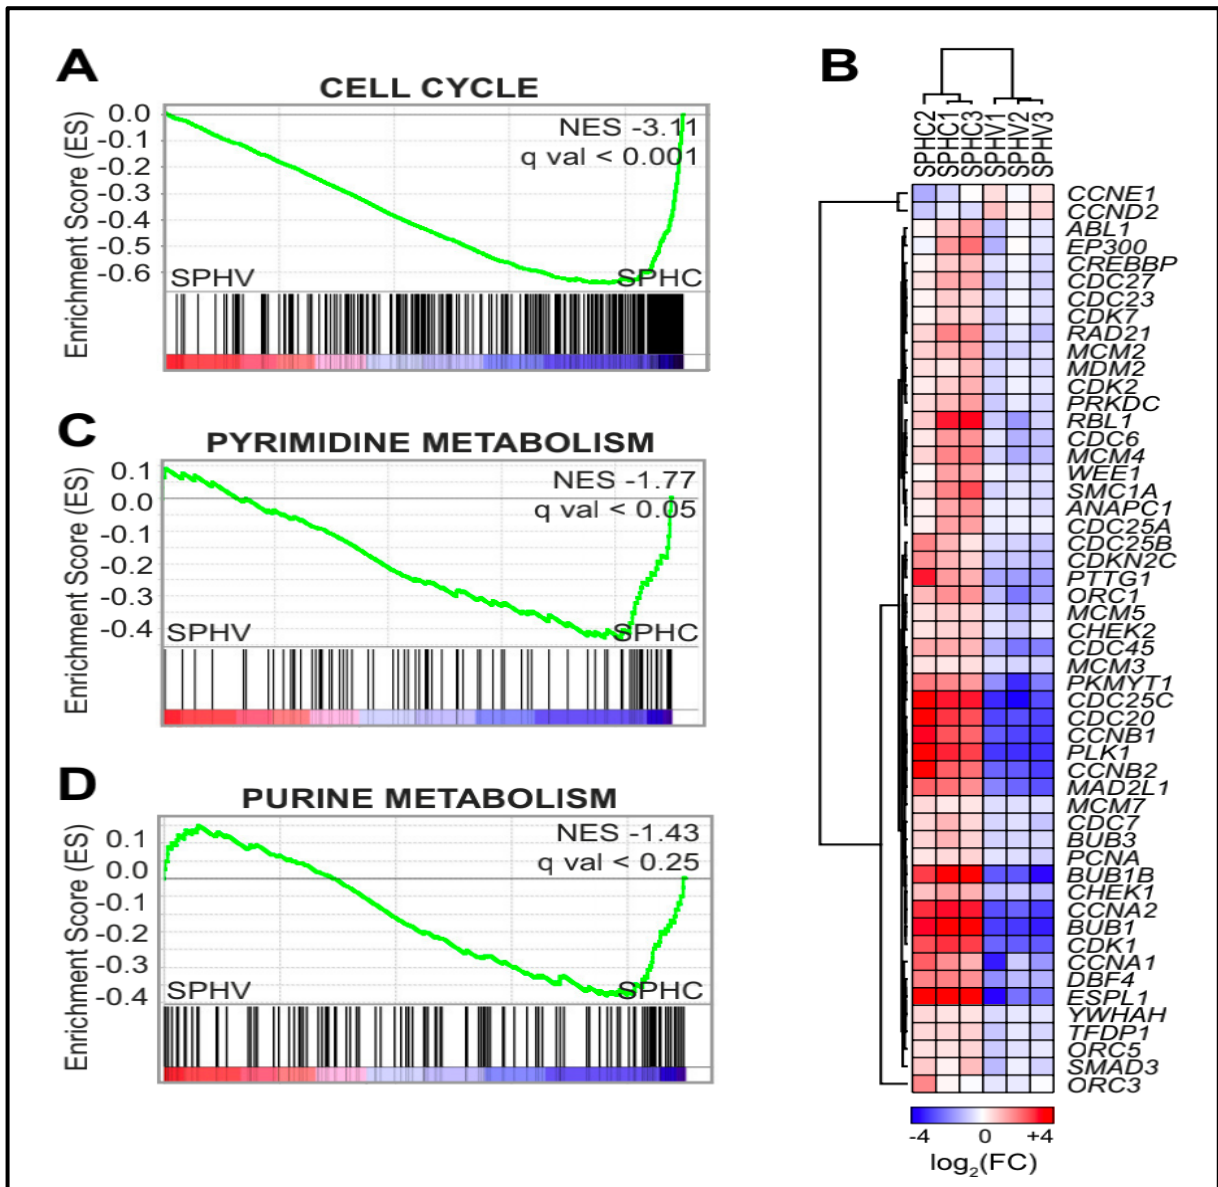 A
CELL CYCLE
Enrichment Score (ES)
0.0
-0.1
-0.2
-0.3
-0.4
-0.5
-0.6
NES -3.11
q val < 0.001
SPHV
SPHC
C
PYRIMIDINE METABOLISM
Enrichment Score (ES)
0.1
0.0
-0.1
-0.2
-0.3
-0.4
NES -1.77
q val < 0.05
SPHV
SPHC
D
PURINE METABOLISM
Enrichment Score (ES)
0.1
0.0
-0.1
-0.2
-0.3
-0.4
NES -1.43
q val < 0.25
SPHV
SPHC
B
SPHC2
SPHC1
SPHC3
SPHV1
SPHV2
SPHV3
CCNE1
CCND2
ABL1
EP300
CREBBP
CDC27
CDC23
CDK7
RAD21
MCM2
MDM2
CDK2
PRKDC
RBL1
CDC6
MCM4
WEE1
SMC1A
ANAPC1
CDC25A
CDC25B
CDKN2C
PTTG1
ORC1
MCM5
CHEK2
CDC45
MCM3
PKMYT1
CDC25C
CDC20
CCNB1
PLK1
CCNB2
MAD2L1
MCM7
CDC7
BUB3
PCNA
BUB1B
CHEK1
CCNA2
BUB1
CDK1
CCNA1
DBF4
ESPL1
YWHAH
TFDP1
ORC5
SMAD3
ORC3
-4 0 +4
log2(FC)